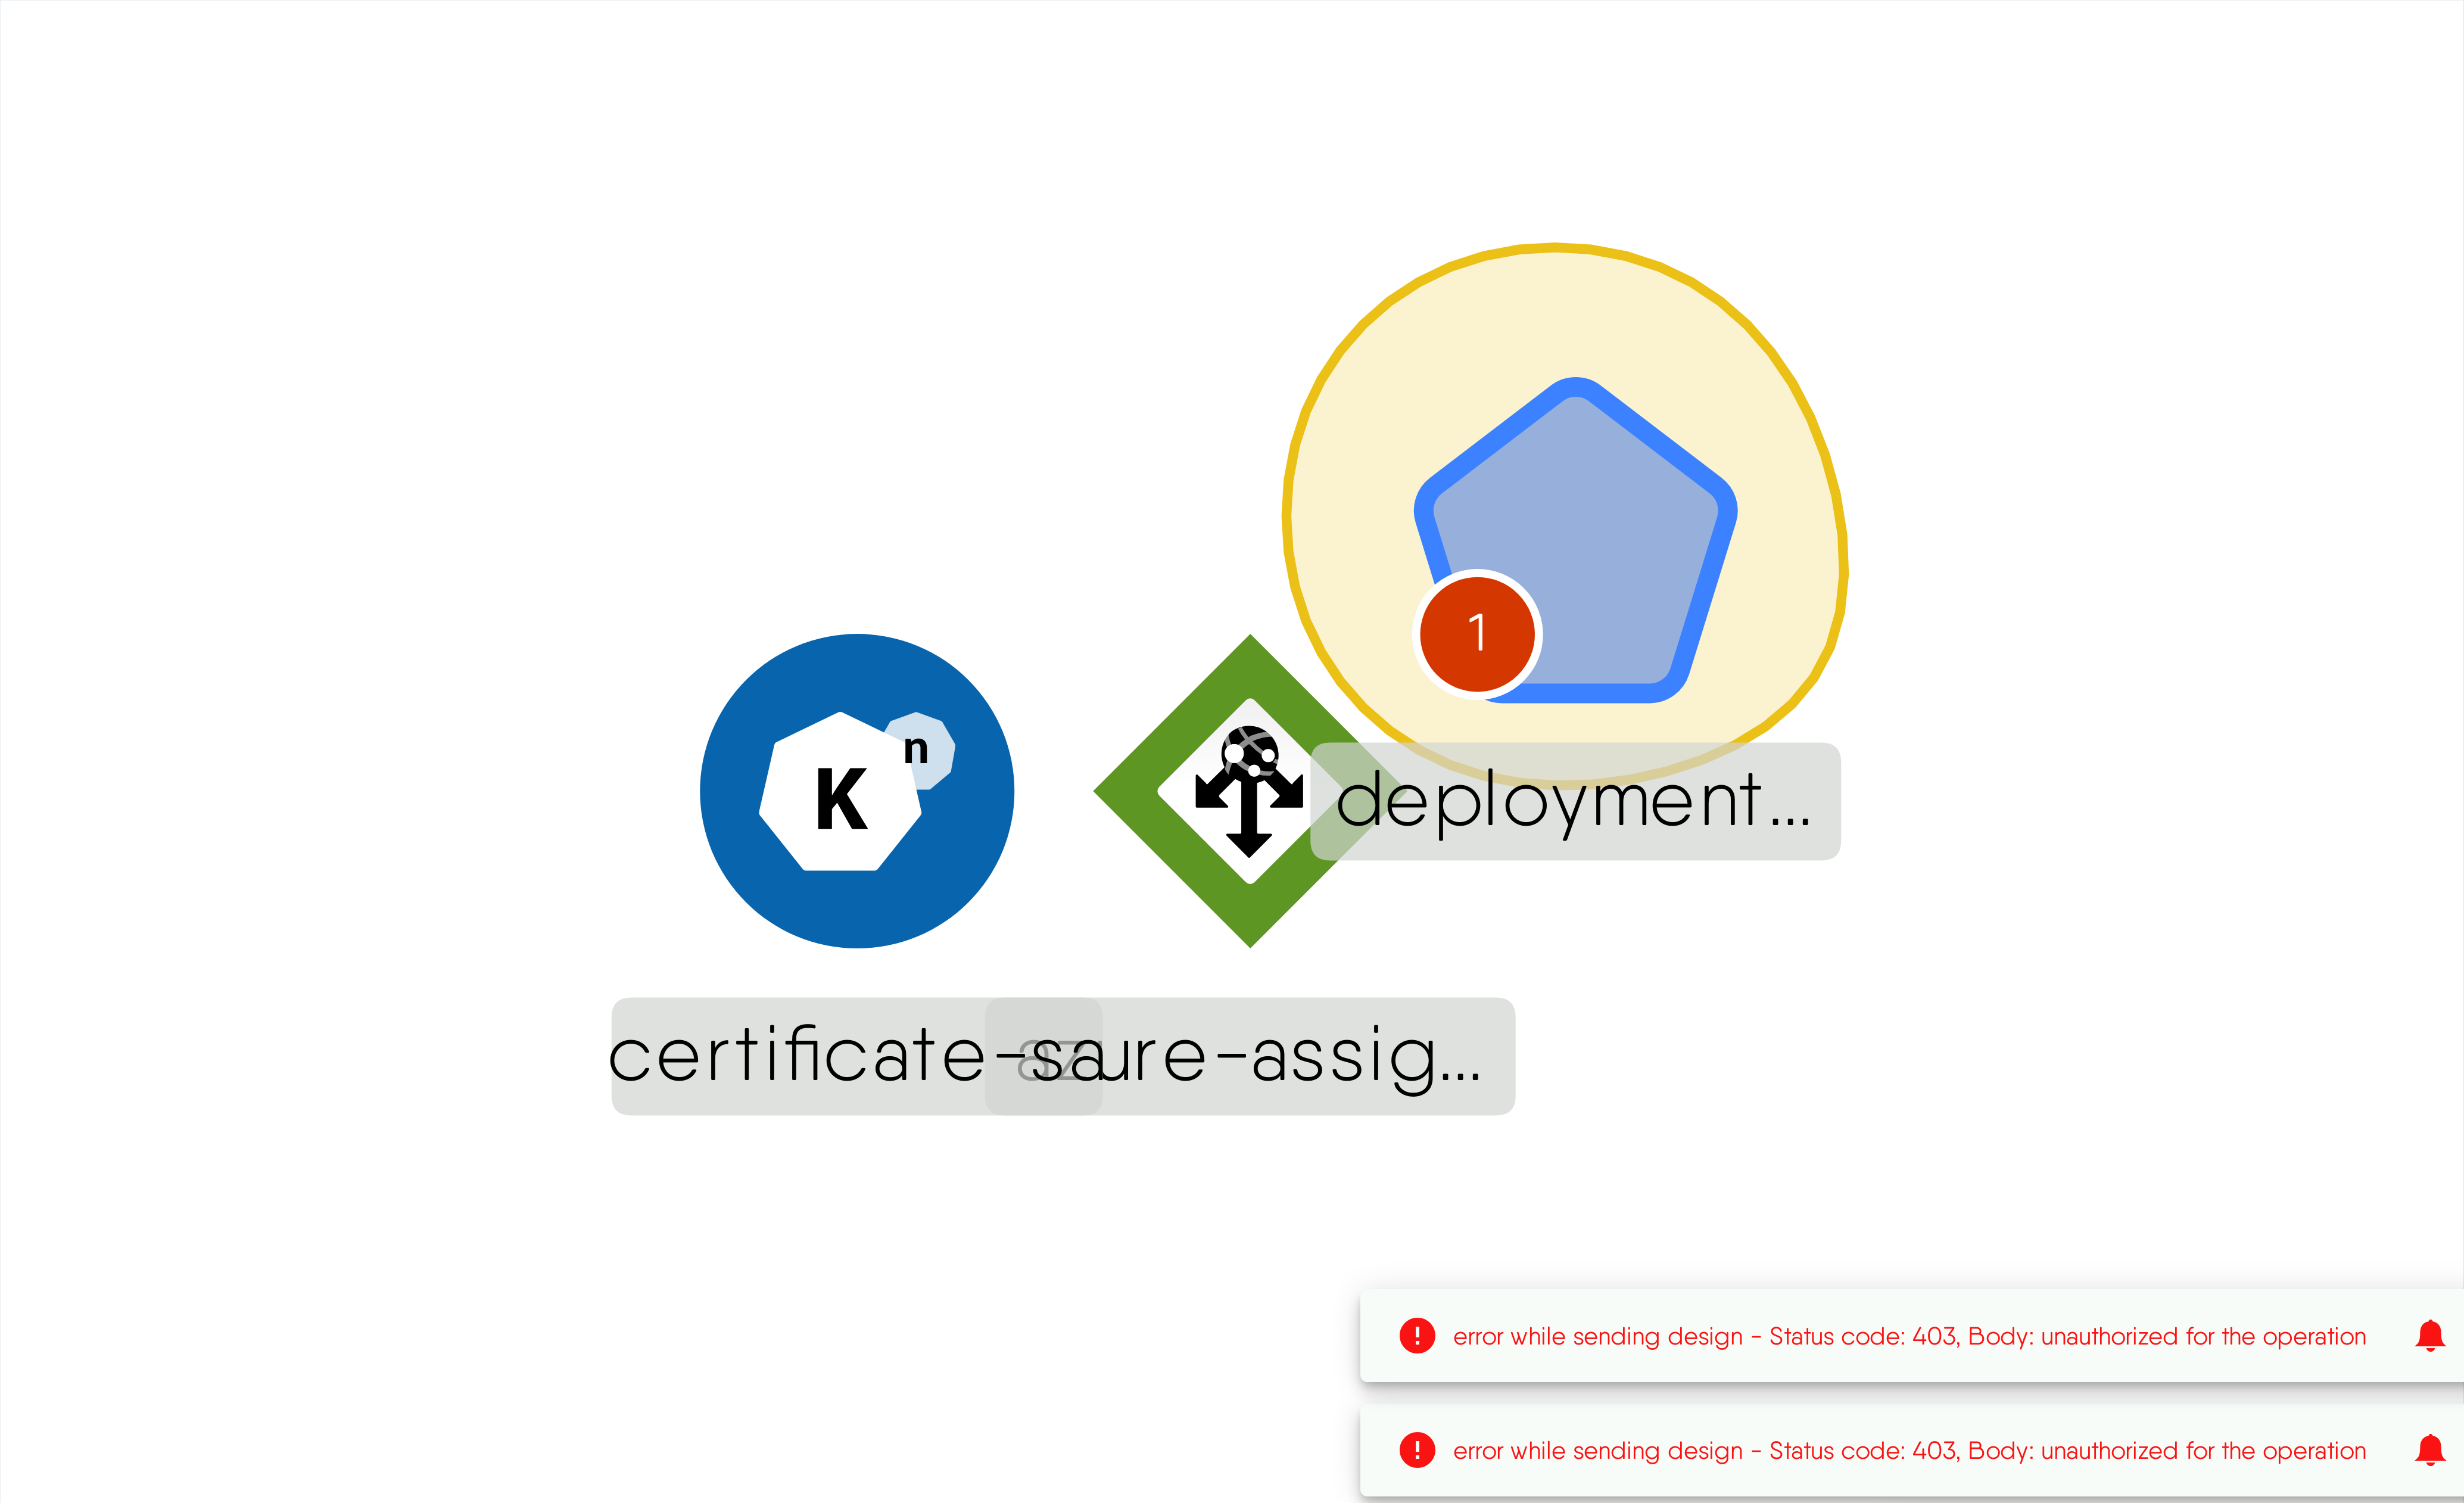 1
n
K
deployment...
certificate-sa
azure-assig...
error while sending design - Status code: 403, Body: unauthorized for the operation
error while sending design - Status code: 403, Body: unauthorized for the operation